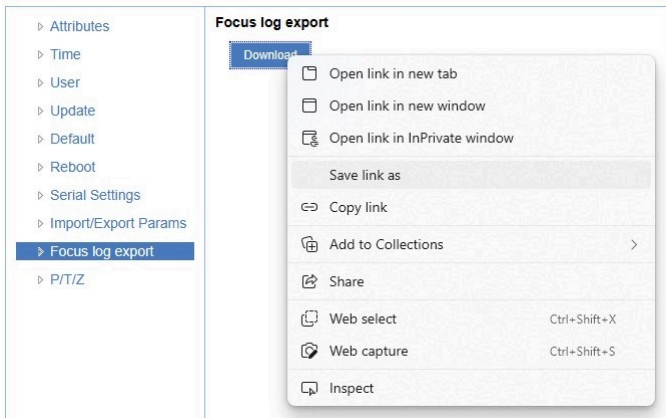 Attributes
Time
User
Update
Default
Reboot
Serial Settings
Import/Export Params
Focus log export
P/T/Z
Focus log export
Download
Open link in new tab
Open link in new window
Open link in InPrivate window
Save link as
Copy link
Add to Collections
Share
Web select Ctrl+Shift+X
Web capture Ctrl+Shift+S
Inspect